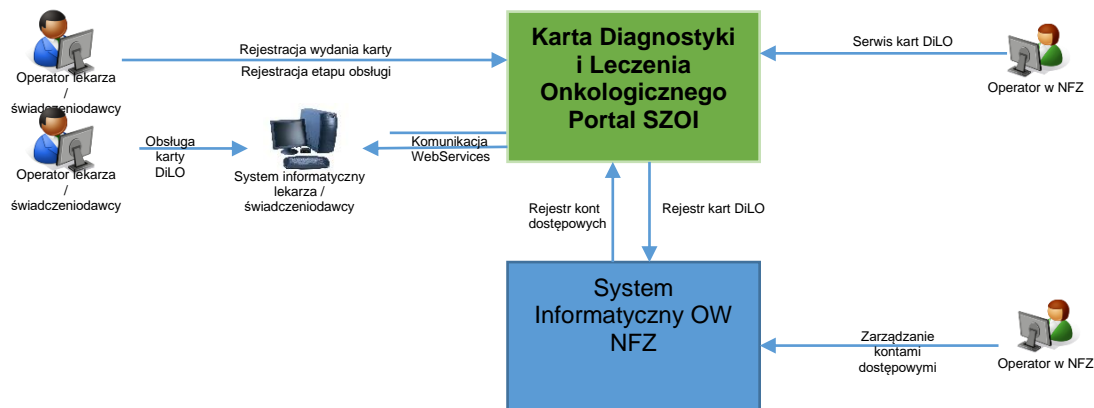 Karta Diagnostyki
i Leczenia
Onkologicznego
Portal SZOI
Rejestracja wydania karty
Rejestracja etapu obsługi
Serwis kart DiLO
Operator lekarza
/
świadczeniodawcy
Operator w NFZ
Obsługa
karty
DiLO
Komunikacja
WebServices
Operator lekarza
/
świadczeniodawcy
System informatyczny
lekarza /
świadczeniodawcy
Rejestr kont
dostępowych
Rejestr kart DiLO
System
Informatyczny OW
NFZ
Zarządzanie
kontami
dostępowymi
Operator w NFZ